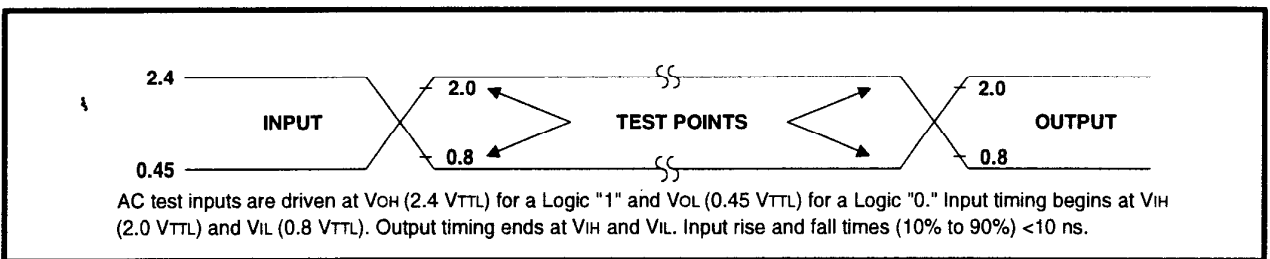 2.4
2.0
2.0
INPUT
TEST POINTS
OUTPUT
0.45
0.8
0.8
AC test inputs are driven at VOH (2.4 VTTL) for a Logic "1" and VOL (0.45 VTTL) for a Logic "0." Input timing begins at VIH
(2.0 VTTL) and VIL (0.8 VTTL). Output timing ends at VIH and VIL. Input rise and fall times (10% to 90%) <10 ns.